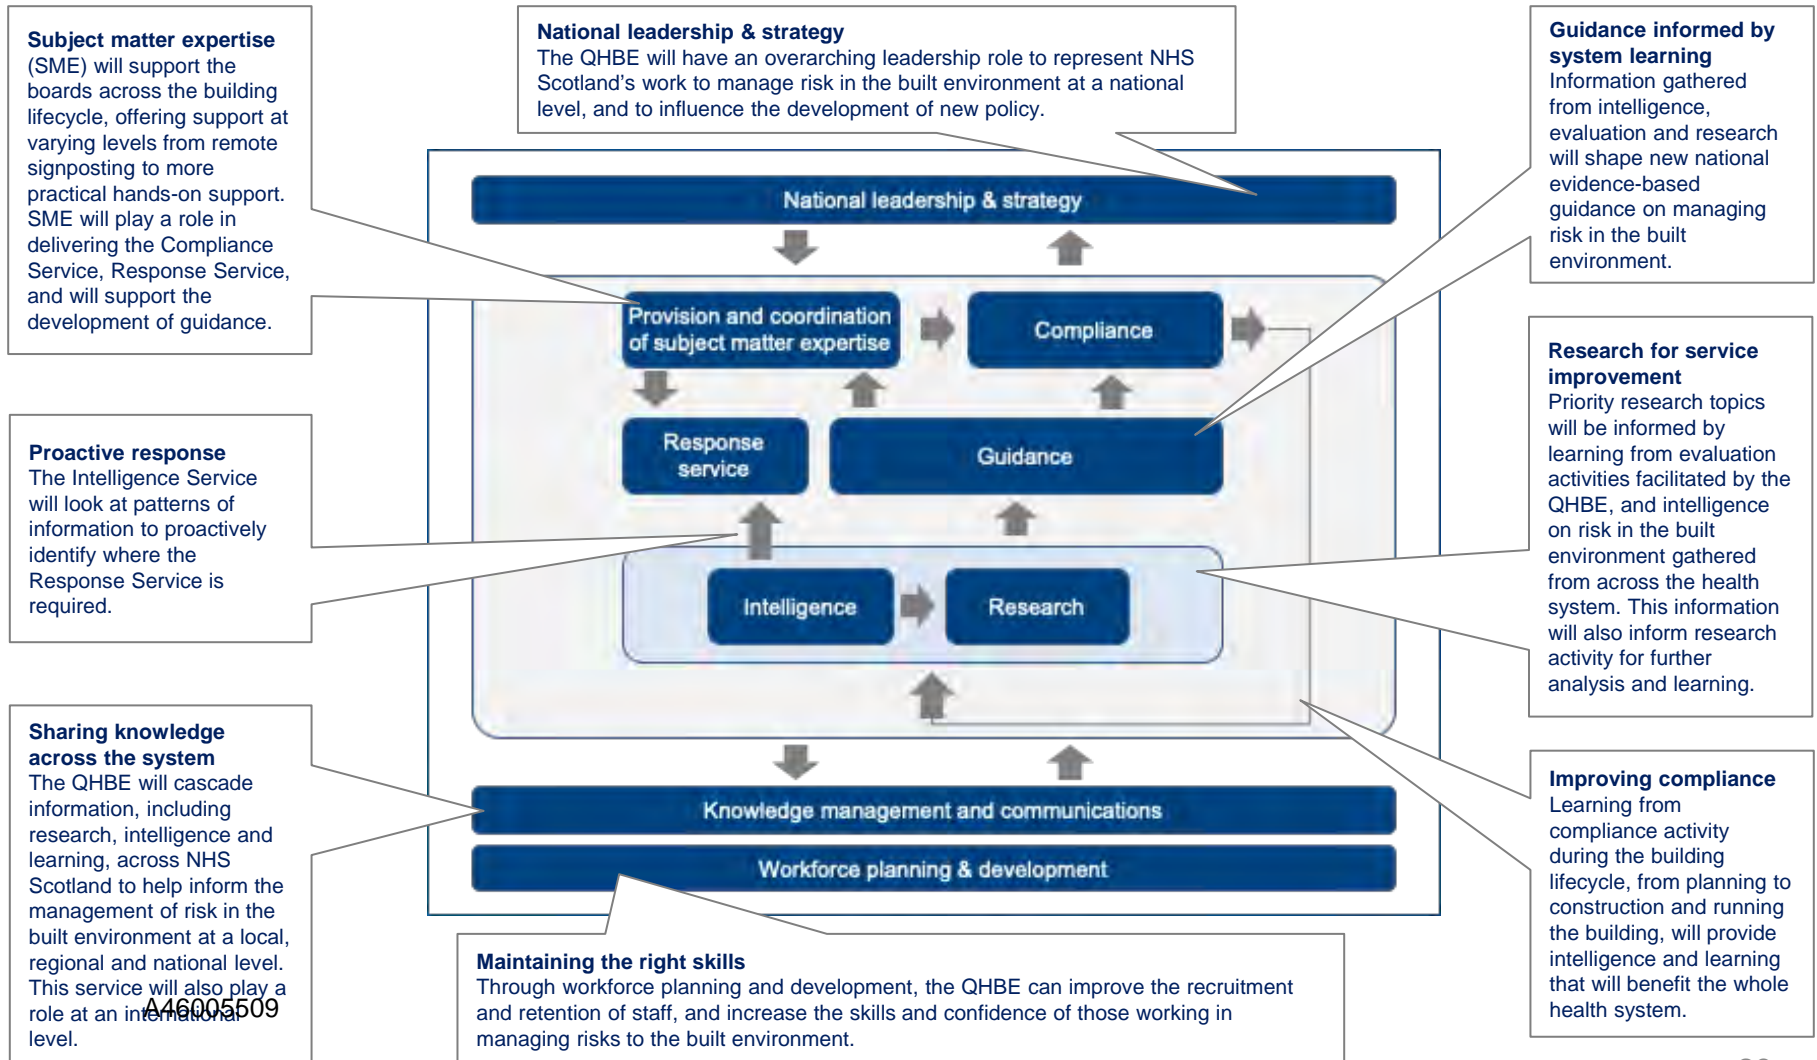 Subject matter expertise
(SME) will support the
boards across the building
lifecycle, offering support at
varying levels from remote
signposting to more
practical hands-on support.
SME will play a role in
delivering the Compliance
Service, Response Service,
and will support the
development of guidance.
National leadership & strategy
The QHBE will have an overarching leadership role to represent NHS
Scotland's work to manage risk in the built environment at a national
level, and to influence the development of new policy.
Guidance informed by
system learning
Information gathered
from intelligence,
evaluation and research
will shape new national
evidence-based
guidance on managing
risk in the built
environment.
National leadership & strategy
Provision and coordination
of subject matter expertise
Compliance
Response
service
Guidance
Intelligence
Research
Knowledge management and communications
Workforce planning & development
Proactive response
The Intelligence Service
will look at patterns of
information to proactively
identify where the
Response Service is
required.
Research for service
improvement
Priority research topics
will be informed by
learning from evaluation
activities facilitated by the
QHBE, and intelligence
on risk in the built
environment gathered
from across the health
system. This information
will also inform research
activity for further
analysis and learning.
Sharing knowledge
across the system
The QHBE will cascade
information, including
research, intelligence and
learning, across NHS
Scotland to help inform the
management of risk in the
built environment at a local,
regional and national level.
This service will also play a
role at an international
level.
A46005509
Maintaining the right skills
Through workforce planning and development, the QHBE can improve the recruitment
and retention of staff, and increase the skills and confidence of those working in
managing risks to the built environment.
Improving compliance
Learning from
compliance activity
during the building
lifecycle, from planning to
construction and running
the building, will provide
intelligence and learning
that will benefit the whole
health system.